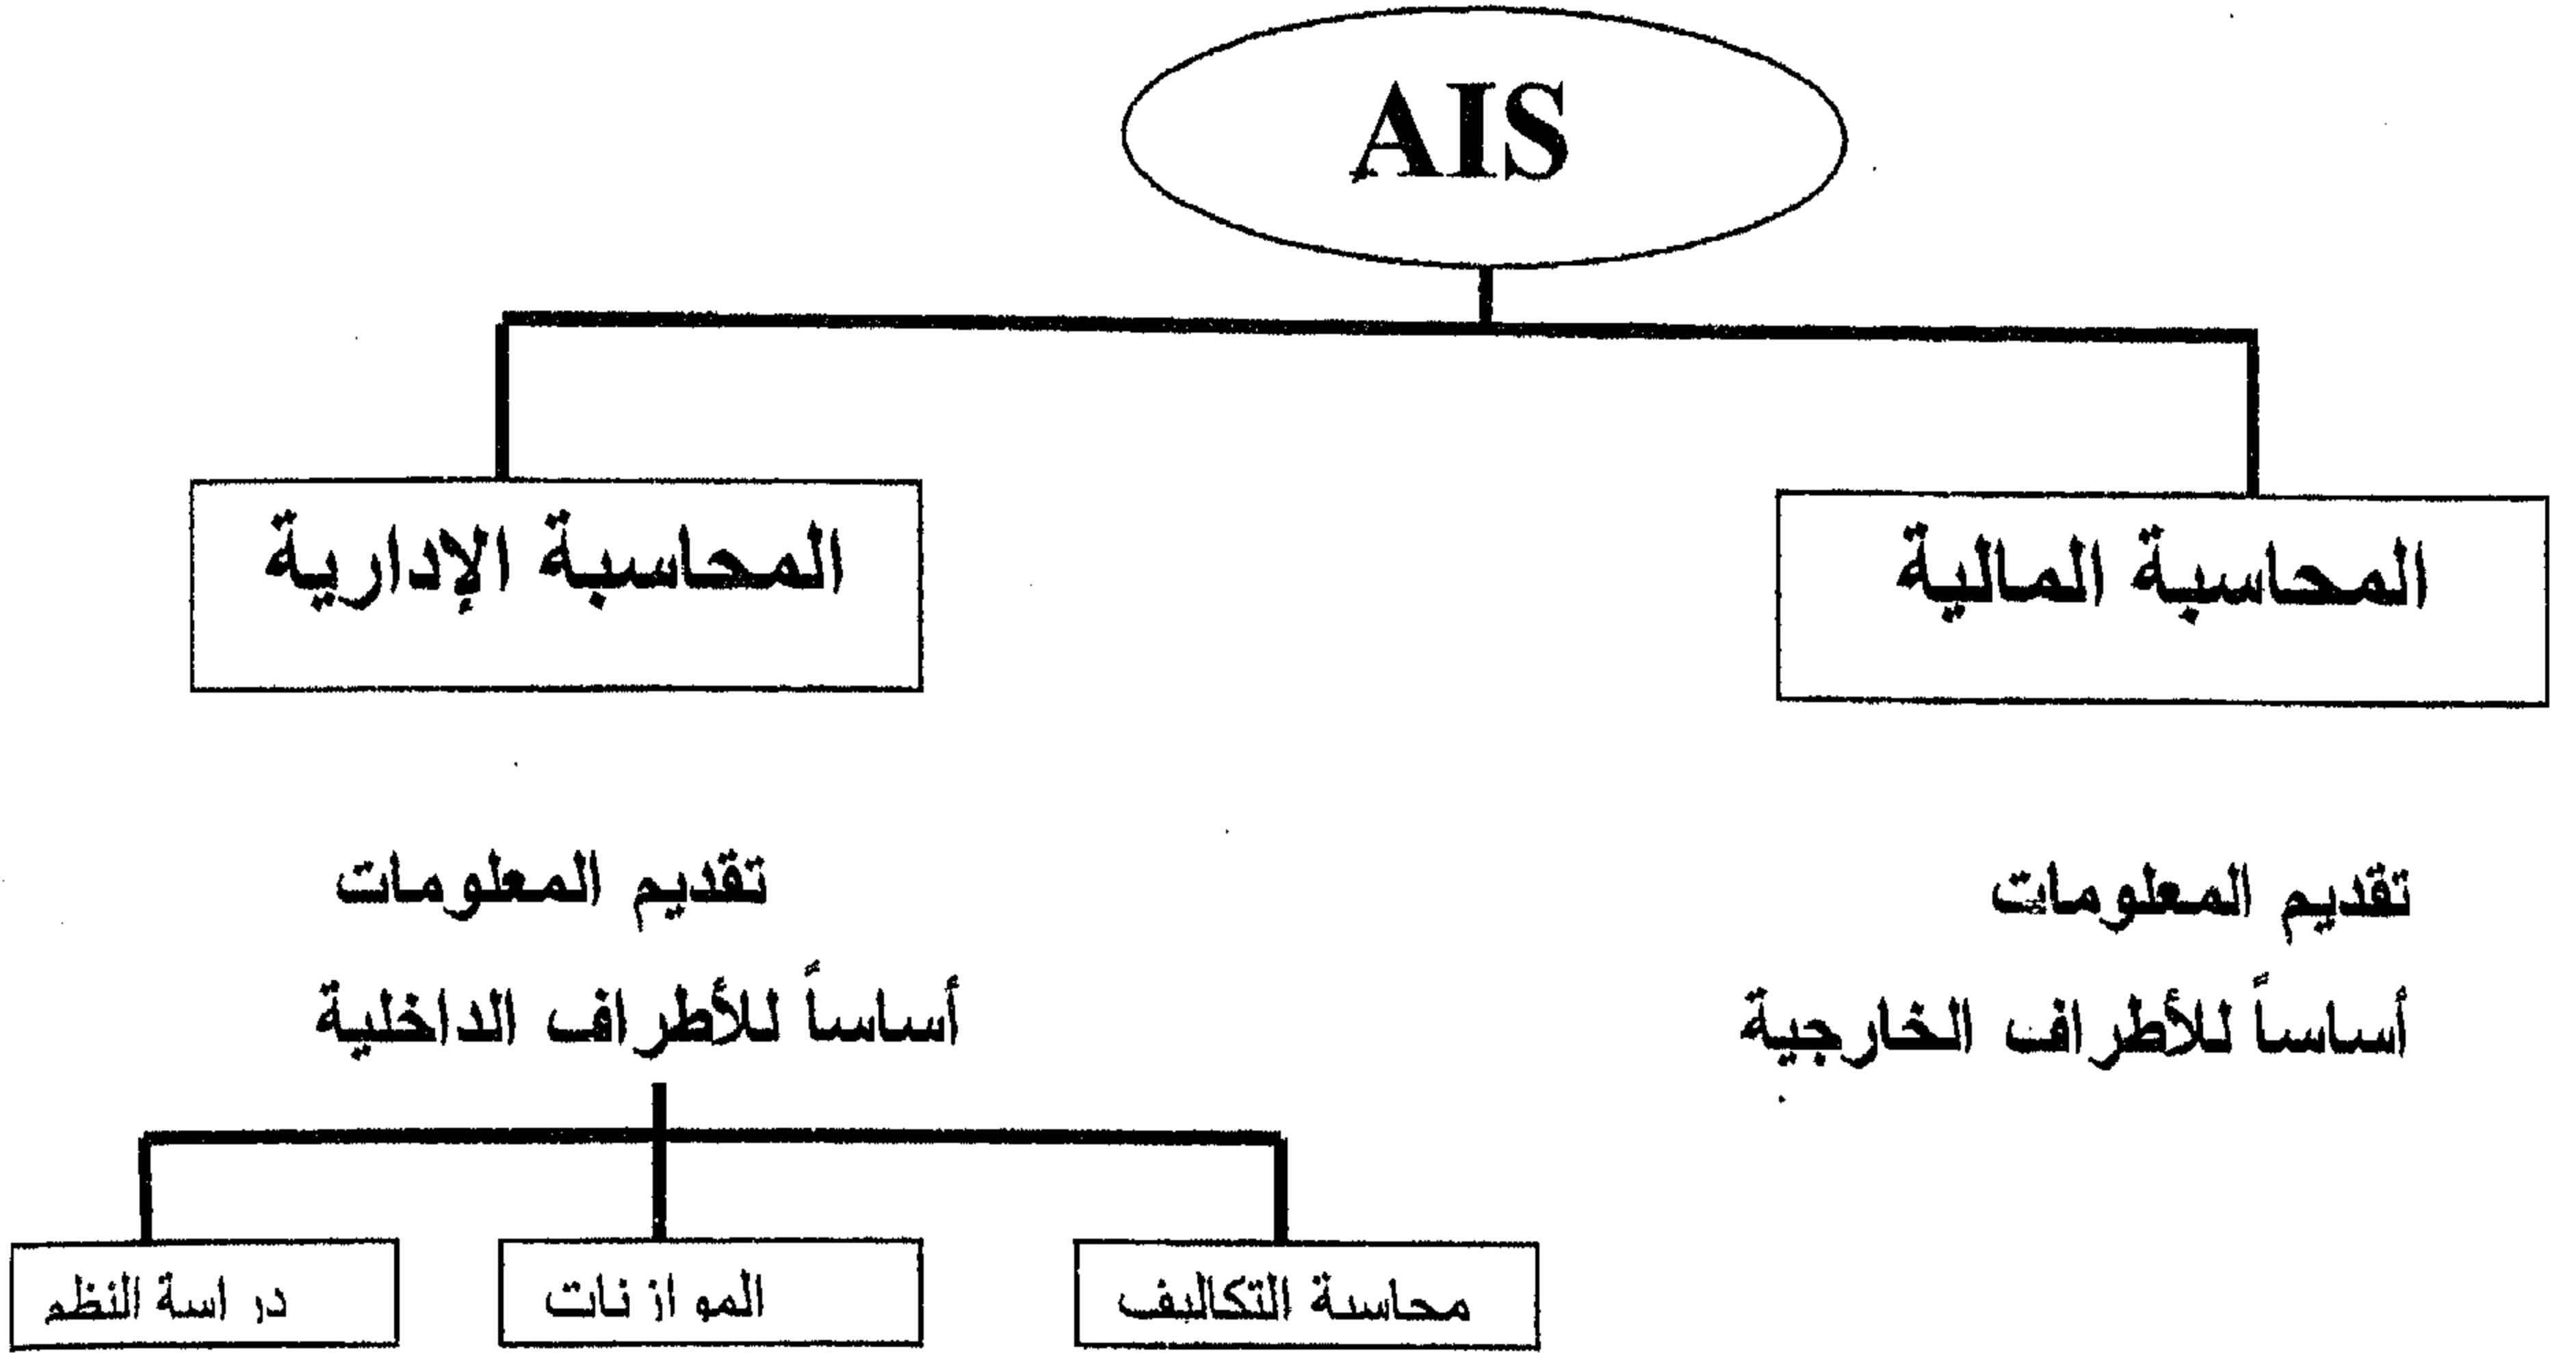 AIS
المحاسبة المالية
المحاسبة الإدارية
تقديم المعلومات
أساساً للأطراف الخارجية
تقديم المعلومات
أساساً للأطراف الداخلية
محاسبة التكاليف
الموازنات
دراسة النظم